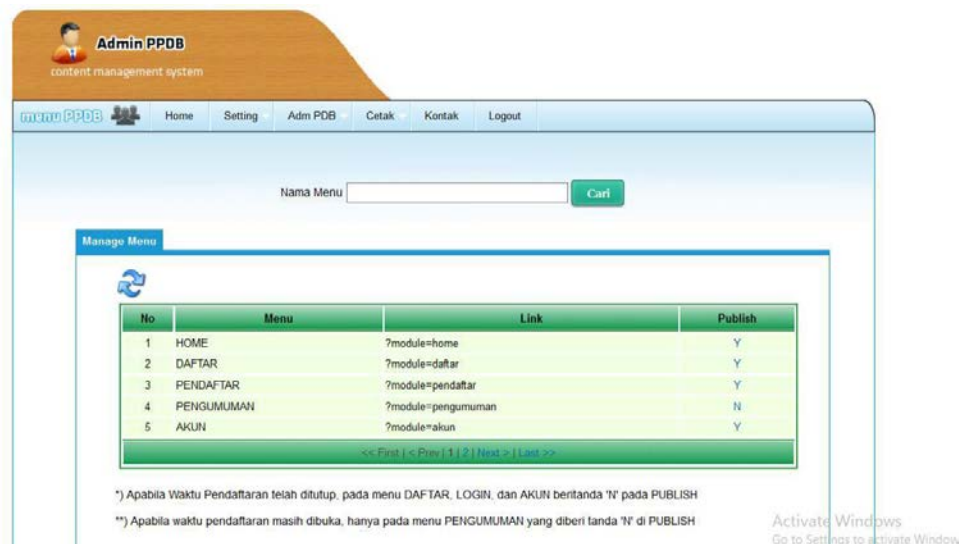 Admin PPDB
content management system
menu PPDB Home Setting Adm PDB Cetak Kontak Logout
Nama Menu Cari
Manage Menu
No Menu Link Publish
1 HOME ?module=home Y
2 DAFTAR ?module=daftar Y
3 PENDAFTAR ?module=pendaftar Y
4 PENGUMUMAN ?module=pengumuman N
5 AKUN ?module=akun Y
<< First | < Prev | 1 | 2 | Next > | Last >>
*) Apabila Waktu Pendaftaran telah ditutup, pada menu DAFTAR, LOGIN, dan AKUN bertanda 'N' pada PUBLISH
**) Apabila waktu pendaftaran masih dibuka, hanya pada menu PENGUMUMAN yang diberi tanda 'N' di PUBLISH
Activate Windows
Go to Settings to activate Window